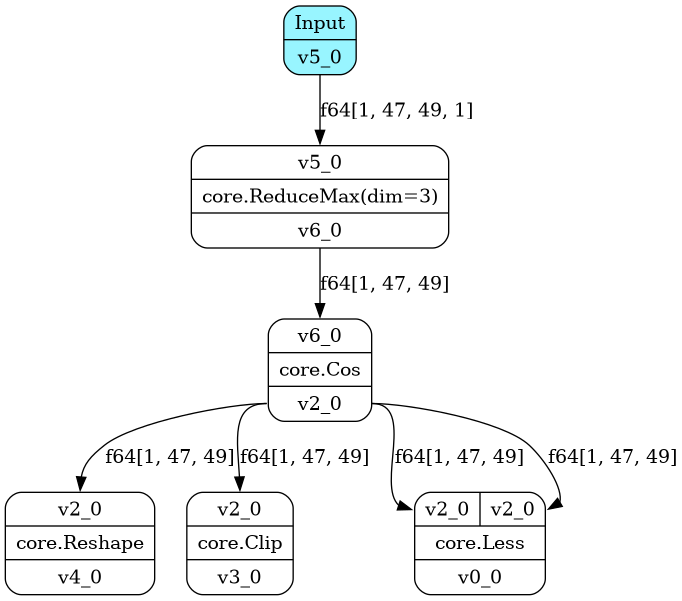 Input
v5_0
f64[1, 47, 49, 1]
v5_0
core.ReduceMax(dim=3)
v6_0
f64[1, 47, 49]
v6_0
core.Cos
v2_0
f64[1, 47, 49] f64[1, 47, 49] f64[1, 47, 49] f64[1, 47, 49]
v2_0 v2_0 v2_0 v2_0
core.Reshape core.Clip core.Less
v4_0 v3_0 v0_0